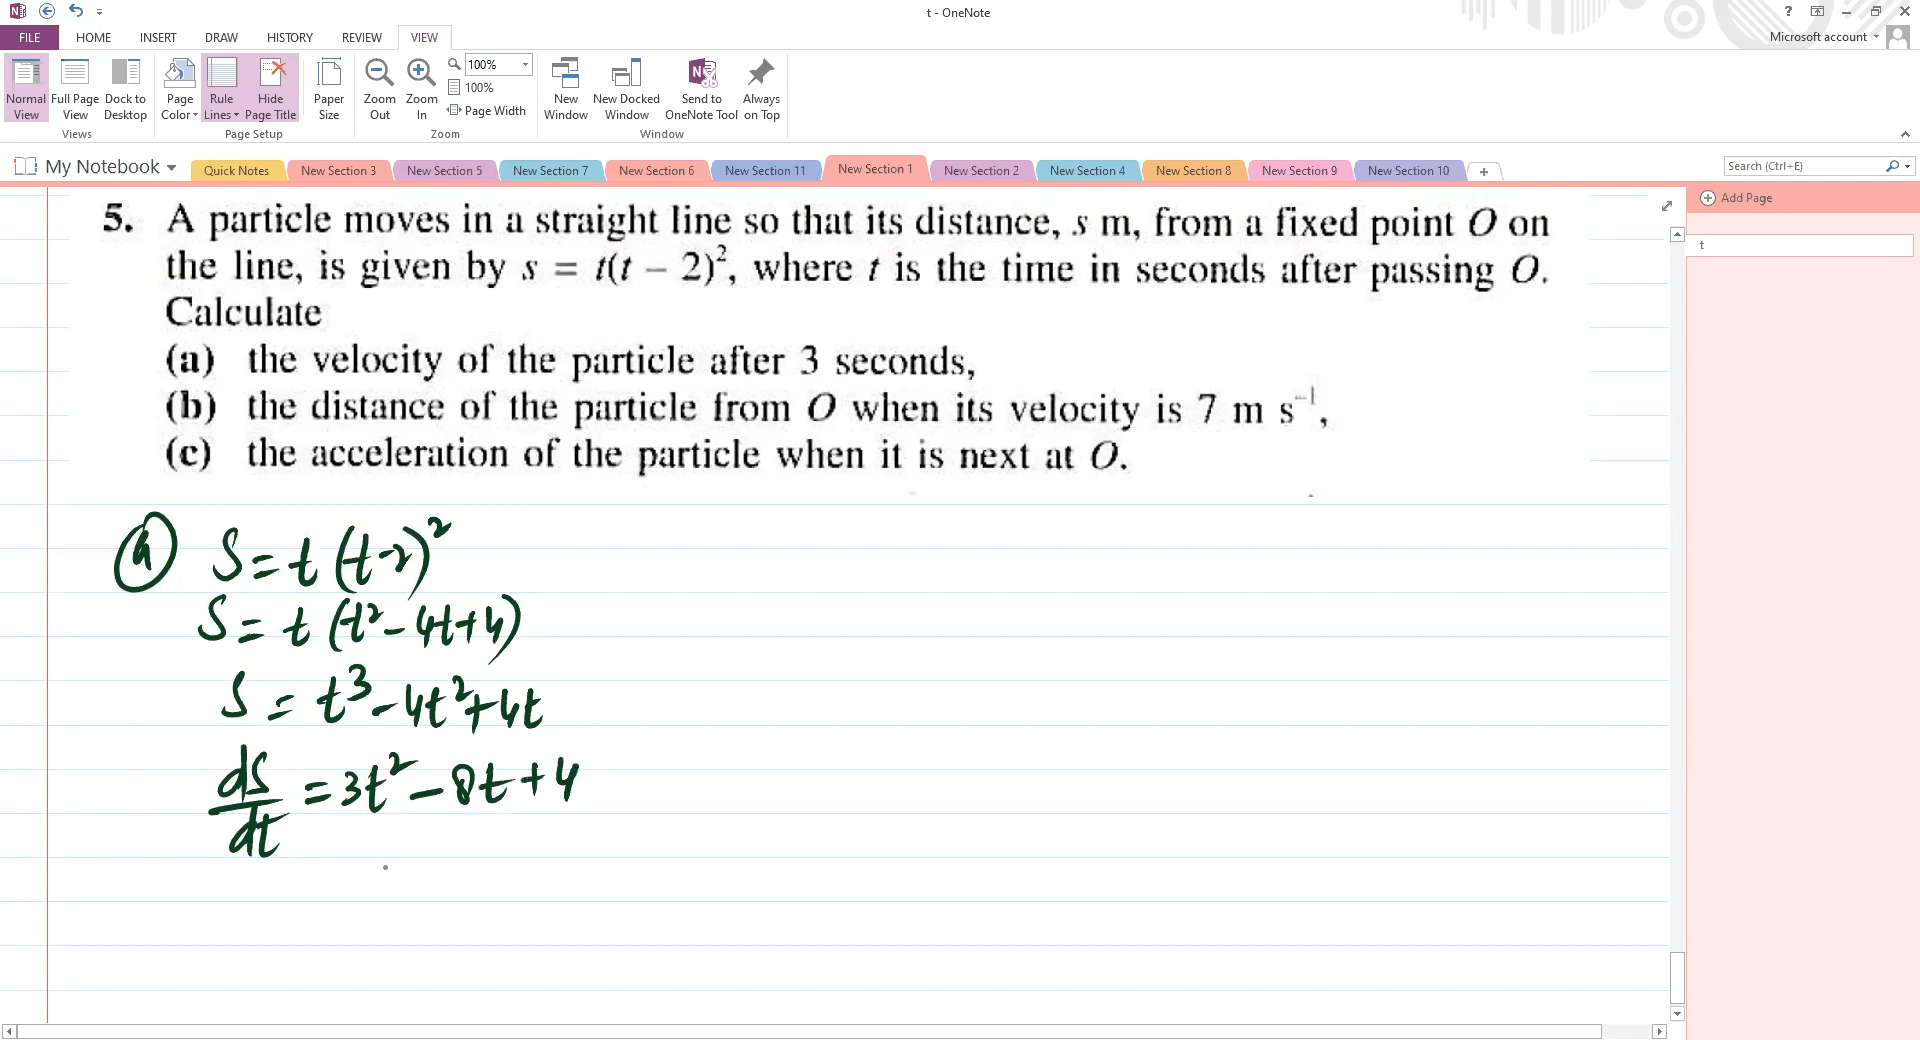 t - OneNote
?
Microsoft account
FILE HOME INSERT DRAW HISTORY REVIEW VIEW
Normal View
Full Page View
Dock to Desktop
Views
Page Color
Rule Lines
Hide Page Title
Paper Size
Page Setup
Zoom Out
Zoom In
100%
100%
Page Width
Zoom
New Window
New Docked Window
Send to OneNote Tool
Always on Top
Window
My Notebook
Quick Notes New Section 3 New Section 5 New Section 7 New Section 6 New Section 11 New Section 1 New Section 2 New Section 4 New Section 8 New Section 9 New Section 10 +
Search (Ctrl+E)
Add Page
t
5. A particle moves in a straight line so that its distance, s m, from a fixed point O on
the line, is given by s = t(t – 2)², where t is the time in seconds after passing O.
Calculate
(a) the velocity of the particle after 3 seconds,
(b) the distance of the particle from O when its velocity is 7 m s⁻¹,
(c) the acceleration of the particle when it is next at O.
(a) S = t (t-2)²
S = t (t² - 4t + 4)
S = t³ - 4t² + 4t
dS/dt = 3t² - 8t + 4